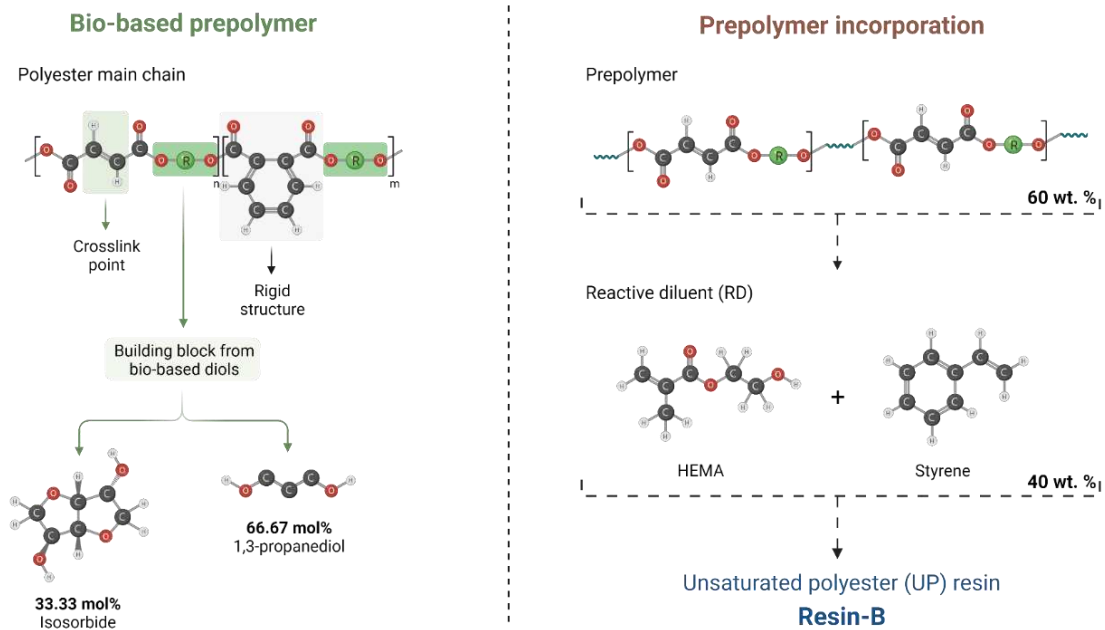 Bio-based prepolymer
Polyester main chain
H
O
O
O
O
C
C
C
C
O
R
O
C
C
O
R
O
O
H
n
m
C
C
H
C
C
H
C
C
H
H
Crosslink
point
Rigid
structure
Building block from
bio-based diols
H
O
H
H
O
C
C
H
C
C
H
H
C
C
O
H
O
H
H
H
C
C
H
O
C
O
33.33 mol%
Isosorbide
66.67 mol%
1,3-propanediol
Prepolymer incorporation
Prepolymer
H
O
O
C
C
C
C
O
R
O
O
H
H
O
O
C
C
C
C
O
R
O
O
H
60 wt. %
Reactive diluent (RD)
H
O
H
H
O
C
C
C
C
H
H
C
O
C
H
H
H
C
H
H
HEMA
+
H
H
H
C
C
H
C
C
C
H
C
C
H
C
H
H
Styrene
40 wt. %
Unsaturated polyester (UP) resin
Resin-B